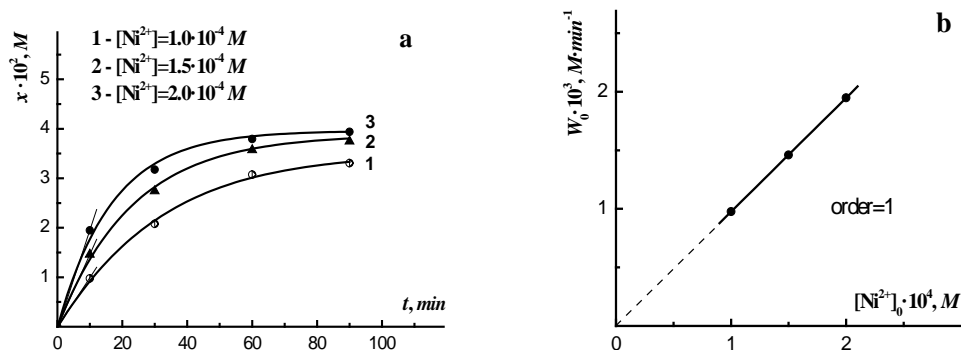 a
1 - [Ni²⁺]=1.0·10⁻⁴ M
2 - [Ni²⁺]=1.5·10⁻⁴ M
3 - [Ni²⁺]=2.0·10⁻⁴ M
x·10², M
5
4
3
2
1
3
2
1
t, min
0 20 40 60 80 100
b
W₀·10³, M·min⁻¹
2
1
order=1
[Ni²⁺]₀·10⁴, M
0 1 2